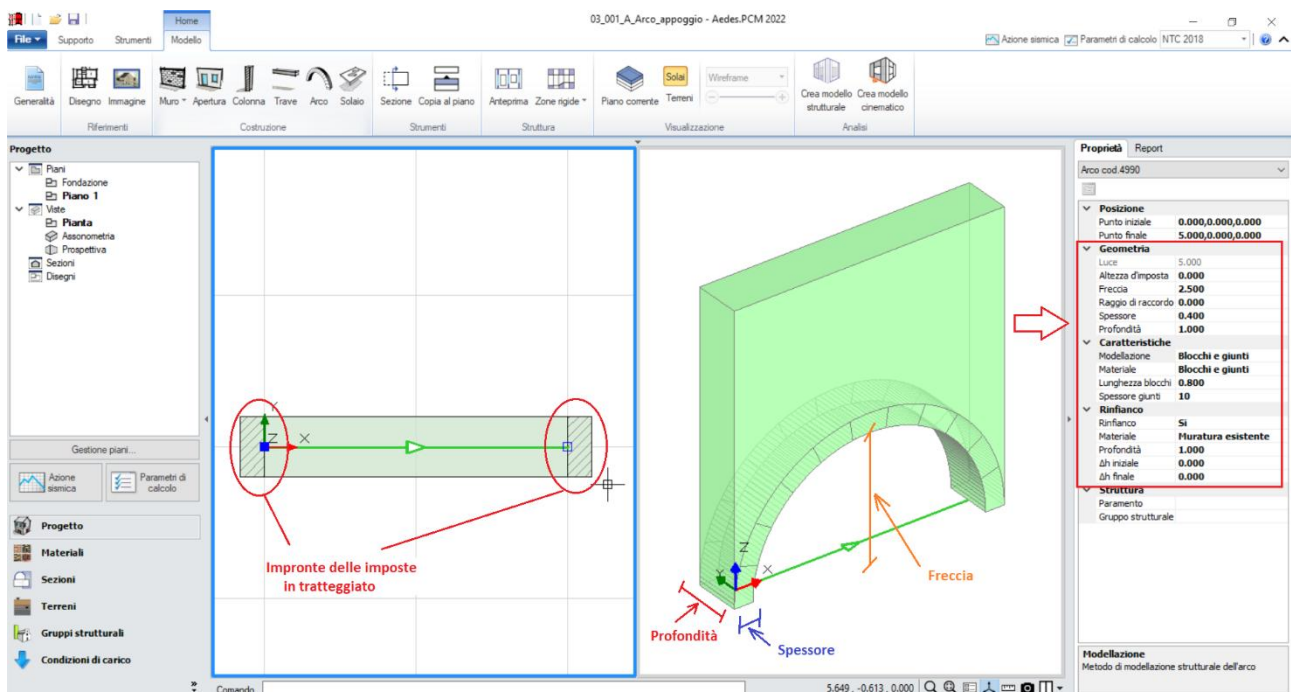 03_001_A_Arco_appoggio - Aedes.PCM 2022
Home
File Supporto Strumenti Modello
Azione sismica Parametri di calcolo NTC 2018
Generalità Disegno Immagine Muro Apertura Colonna Trave Arco Solaio Sezione Copia al piano Anteprima Zone rigide Piano corrente Solai Terreni Wireframe Crea modello strutturale Crea modello cinematico
Riferimenti Costruzione Strumenti Struttura Visualizzazione Analisi
Progetto
Piani
Fondazione
Piano 1
Viste
Pianta
Assonometria
Prospettiva
Sezioni
Disegni
Gestione piani...
Azione sismica
Parametri di calcolo
Progetto
Materiali
Sezioni
Terreni
Gruppi strutturali
Condizioni di carico
Y
Z X
Impronte delle imposte
in tratteggiato
Z
Y X
Freccia
Profondità
Spessore
Comando
5.649 , -0.613 , 0.000
Proprietà Report
Arco cod.4990
Posizione
Punto iniziale 0.000,0.000,0.000
Punto finale 5.000,0.000,0.000
Geometria
Luce 5.000
Altezza d'imposta 0.000
Freccia 2.500
Raggio di raccordo 0.000
Spessore 0.400
Profondità 1.000
Caratteristiche
Modellazione Blocchi e giunti
Materiale Blocchi e giunti
Lunghezza blocchi 0.800
Spessore giunti 10
Rinfianco
Rinfianco Sì
Materiale Muratura esistente
Profondità 1.000
Δh iniziale 0.000
Δh finale 0.000
Struttura
Paramento
Gruppo strutturale
Modellazione
Metodo di modellazione strutturale dell'arco